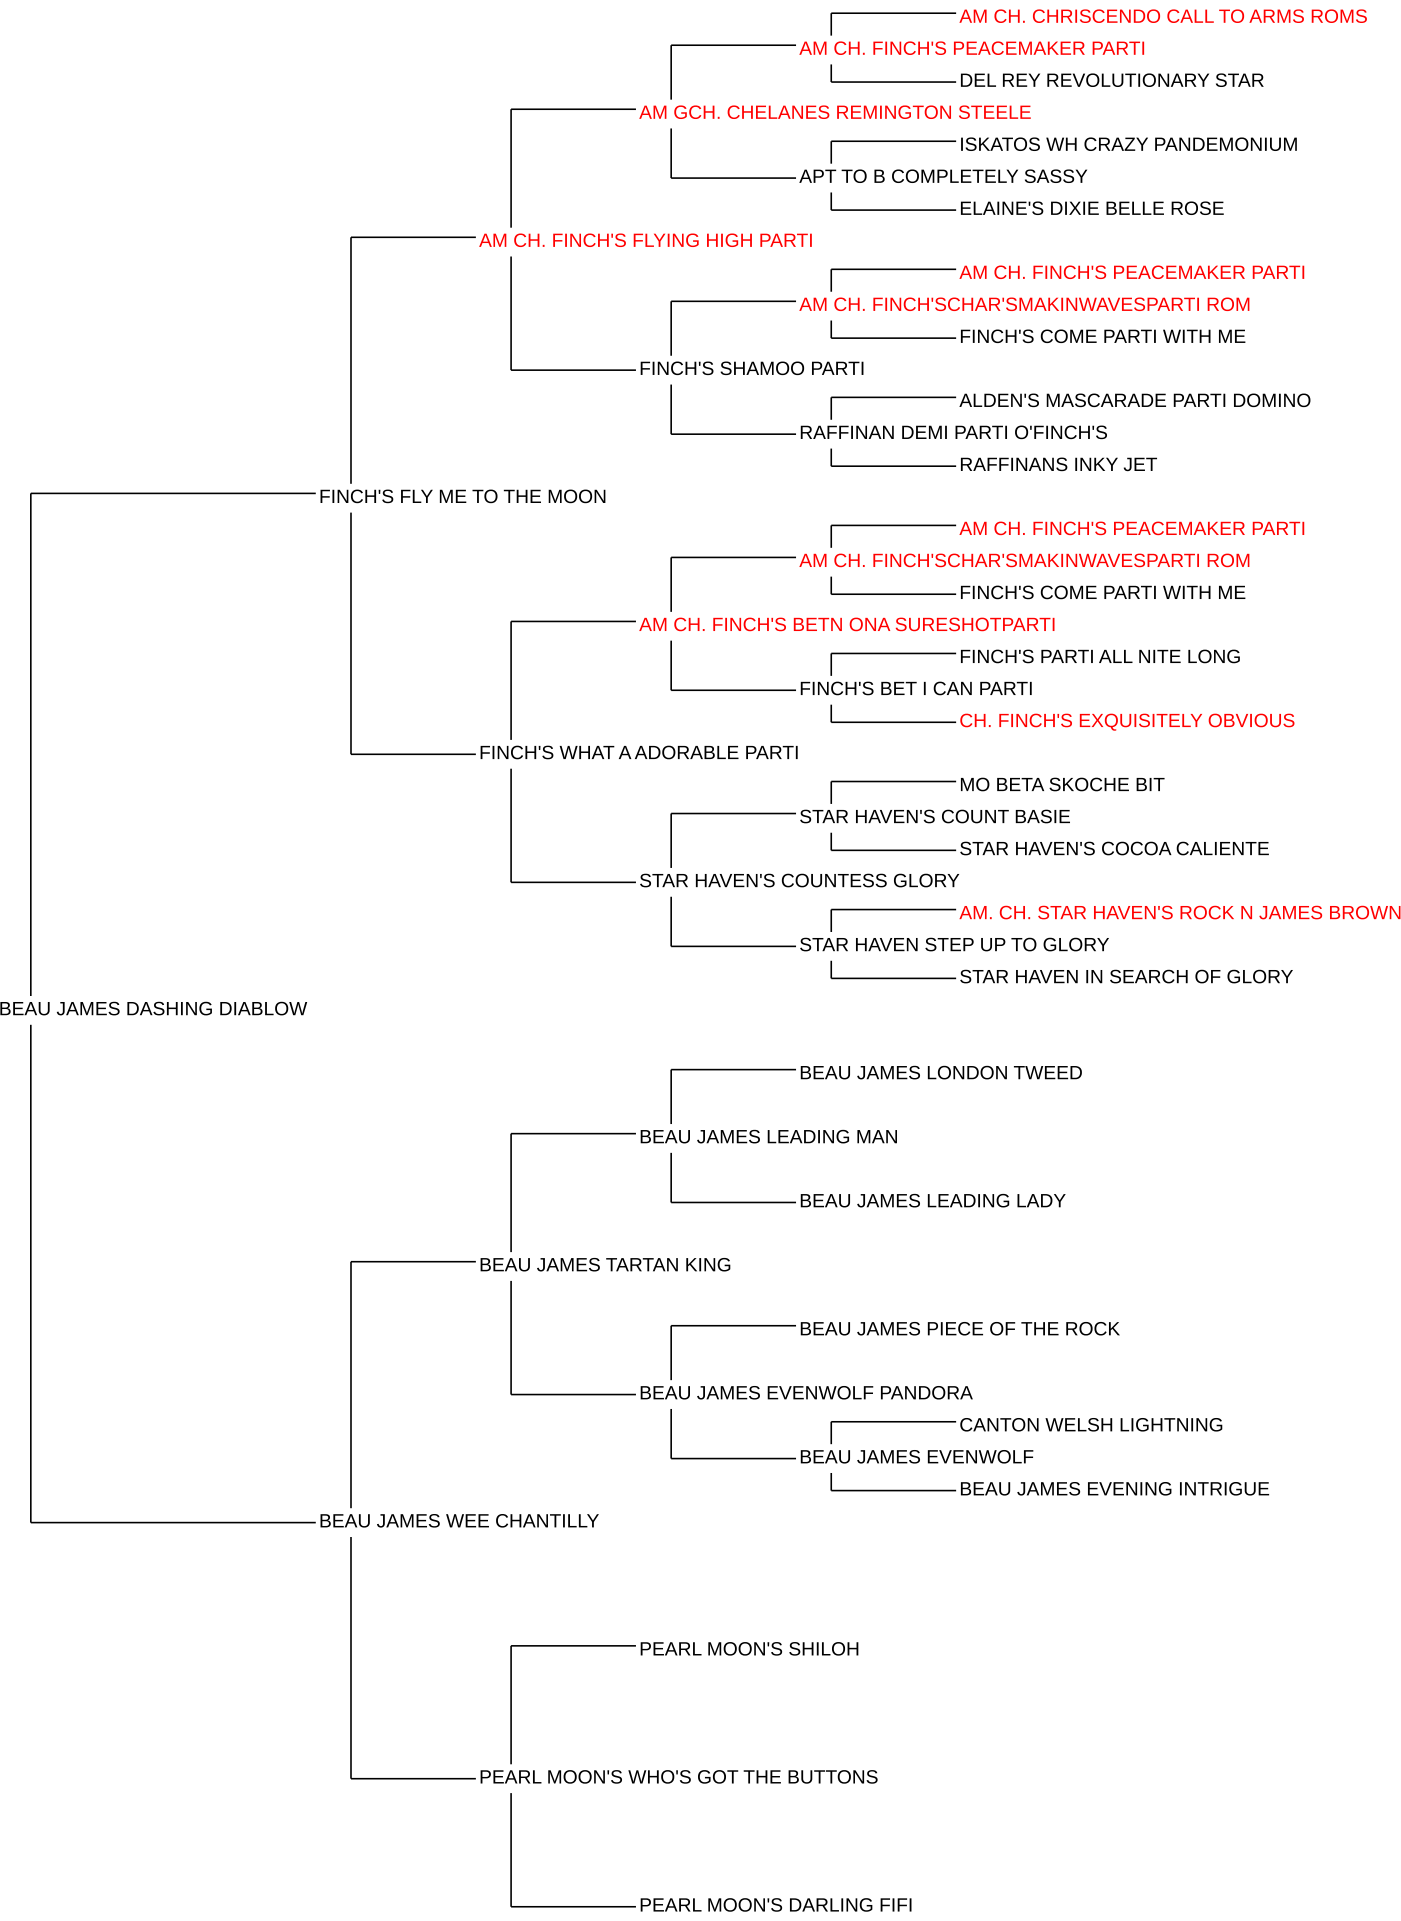 AM CH. CHRISCENDO CALL TO ARMS ROMS
AM CH. FINCH'S PEACEMAKER PARTI
DEL REY REVOLUTIONARY STAR
AM GCH. CHELANES REMINGTON STEELE
ISKATOS WH CRAZY PANDEMONIUM
APT TO B COMPLETELY SASSY
ELAINE'S DIXIE BELLE ROSE
AM CH. FINCH'S FLYING HIGH PARTI
AM CH. FINCH'S PEACEMAKER PARTI
AM CH. FINCH'SCHAR'SMAKINWAVESPARTI ROM
FINCH'S COME PARTI WITH ME
FINCH'S SHAMOO PARTI
ALDEN'S MASCARADE PARTI DOMINO
RAFFINAN DEMI PARTI O'FINCH'S
RAFFINANS INKY JET
FINCH'S FLY ME TO THE MOON
AM CH. FINCH'S PEACEMAKER PARTI
AM CH. FINCH'SCHAR'SMAKINWAVESPARTI ROM
FINCH'S COME PARTI WITH ME
AM CH. FINCH'S BETN ONA SURESHOTPARTI
FINCH'S PARTI ALL NITE LONG
FINCH'S BET I CAN PARTI
CH. FINCH'S EXQUISITELY OBVIOUS
FINCH'S WHAT A ADORABLE PARTI
MO BETA SKOCHE BIT
STAR HAVEN'S COUNT BASIE
STAR HAVEN'S COCOA CALIENTE
STAR HAVEN'S COUNTESS GLORY
AM. CH. STAR HAVEN'S ROCK N JAMES BROWN
STAR HAVEN STEP UP TO GLORY
STAR HAVEN IN SEARCH OF GLORY
BEAU JAMES DASHING DIABLOW
BEAU JAMES LONDON TWEED
BEAU JAMES LEADING MAN
BEAU JAMES LEADING LADY
BEAU JAMES TARTAN KING
BEAU JAMES PIECE OF THE ROCK
BEAU JAMES EVENWOLF PANDORA
CANTON WELSH LIGHTNING
BEAU JAMES EVENWOLF
BEAU JAMES EVENING INTRIGUE
BEAU JAMES WEE CHANTILLY
PEARL MOON'S SHILOH
PEARL MOON'S WHO'S GOT THE BUTTONS
PEARL MOON'S DARLING FIFI